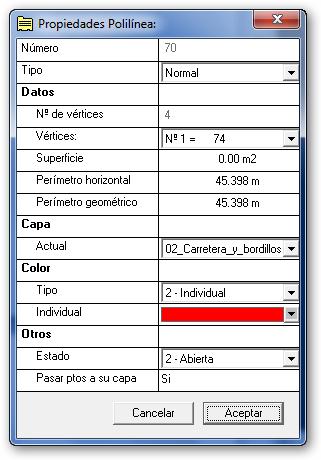 Propiedades Polilínea:
Número 70
Tipo Normal
Datos
Nº de vértices 4
Vértices: Nº 1 = 74
Superficie 0.00 m2
Perímetro horizontal 45.398 m
Perímetro geométrico 45.398 m
Capa
Actual 02_Carretera_y_bordillos
Color
Tipo 2 - Individual
Individual
Otros
Estado 2 - Abierta
Pasar ptos a su capa Si
Cancelar Aceptar